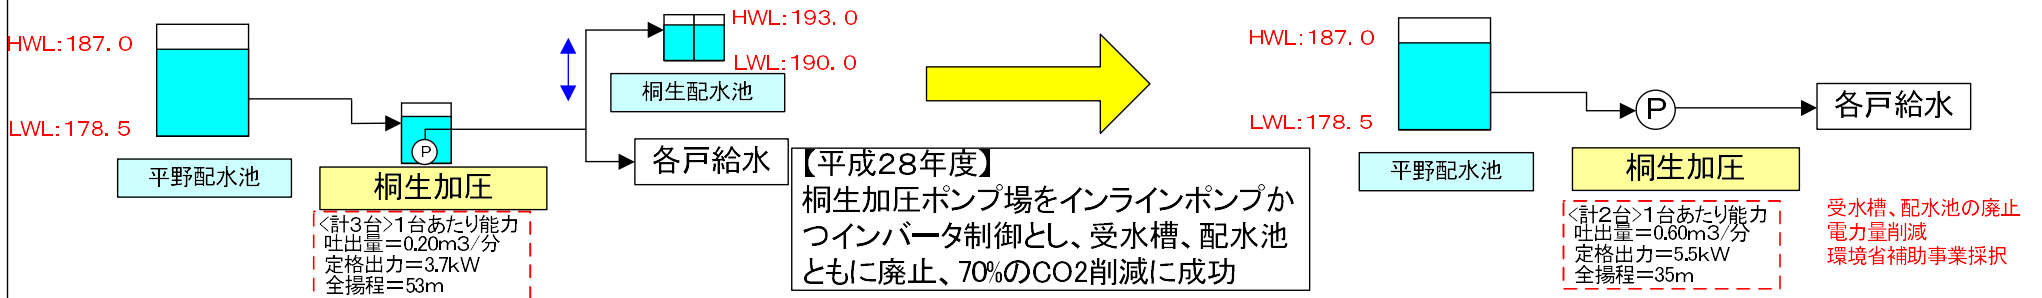 HWL:187.0
LWL:178.5
平野配水池
P
桐生加圧
<計3台>1台あたり能力
吐出量=0.20m3/分
定格出力=3.7kW
全揚程=53m
HWL:193.0
LWL:190.0
桐生配水池
各戸給水
【平成28年度】
桐生加圧ポンプ場をインラインポンプか
つインバータ制御とし、受水槽、配水池
ともに廃止、70%のCO2削減に成功
HWL:187.0
LWL:178.5
平野配水池
P
各戸給水
桐生加圧
<計2台>1台あたり能力
吐出量=0.60m3/分
定格出力=5.5kW
全揚程=35m
受水槽、配水池の廃止
電力量削減
環境省補助事業採択